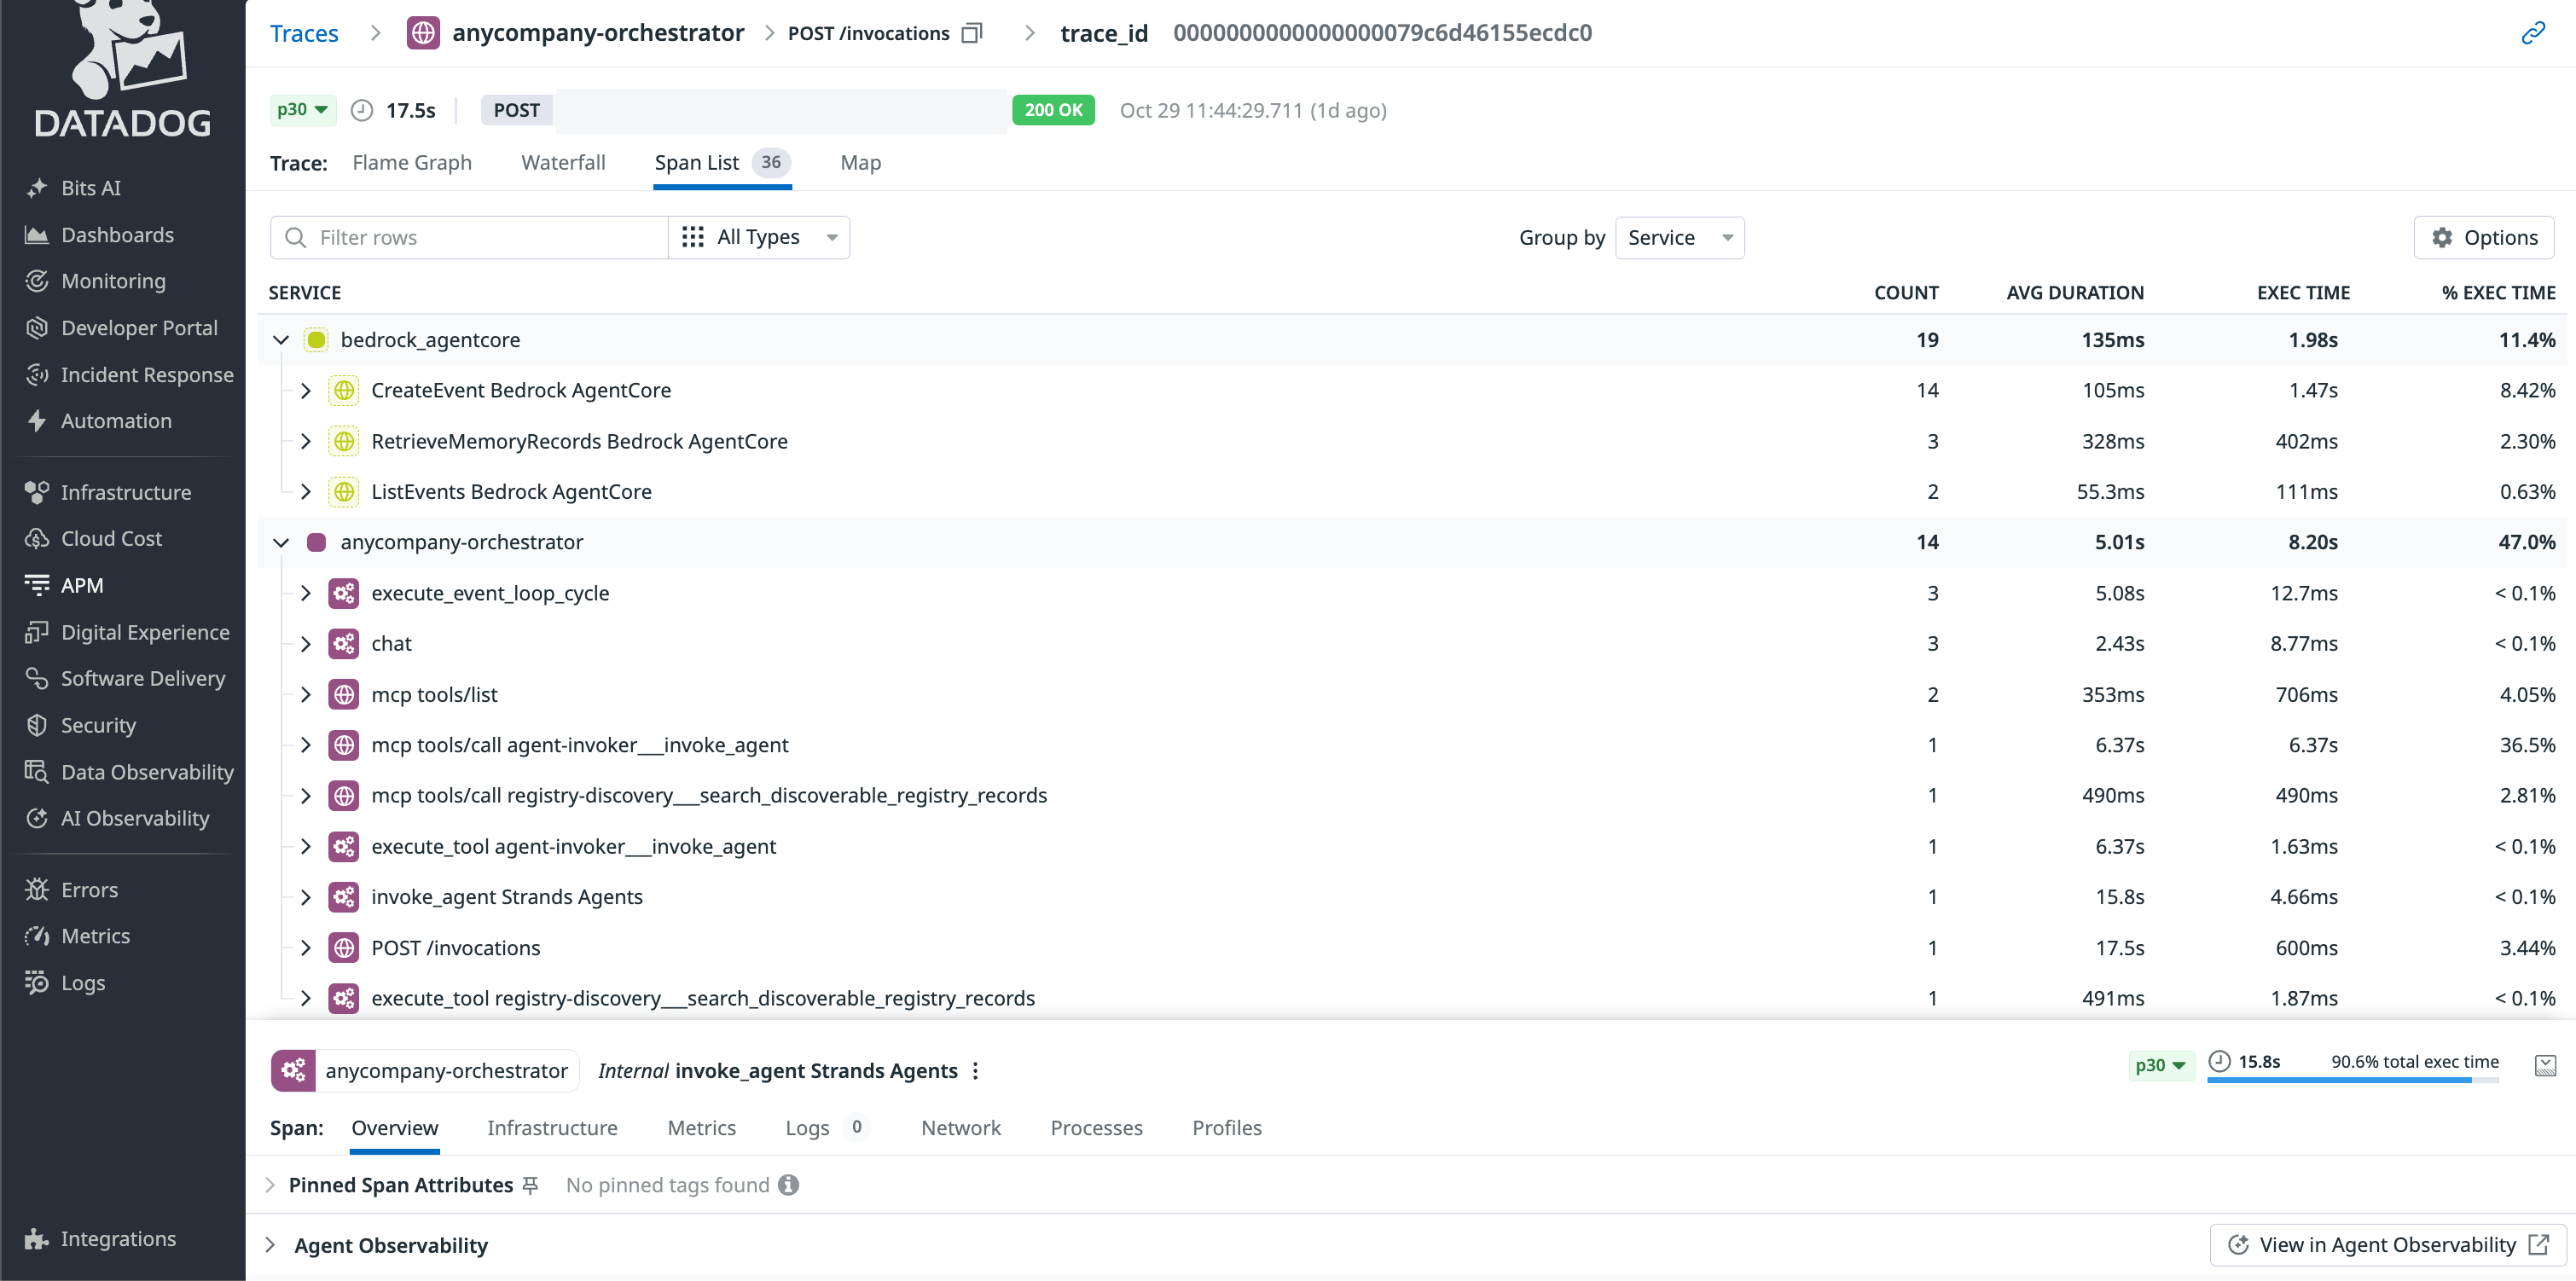 DATADOG
Bits AI
Dashboards
Monitoring
Developer Portal
Incident Response
Automation
Infrastructure
Cloud Cost
APM
Digital Experience
Software Delivery
Security
Data Observability
AI Observability
Errors
Metrics
Logs
Integrations
Traces > anycompany-orchestrator > POST /invocations > trace_id 0000000000000000079c6d46155ecdc0
p30 17.5s POST 200 OK Oct 29 11:44:29.711 (1d ago)
Trace: Flame Graph Waterfall Span List 36 Map
Filter rows All Types Group by Service Options
SERVICE COUNT AVG DURATION EXEC TIME % EXEC TIME
bedrock_agentcore 19 135ms 1.98s 11.4%
CreateEvent Bedrock AgentCore 14 105ms 1.47s 8.42%
RetrieveMemoryRecords Bedrock AgentCore 3 328ms 402ms 2.30%
ListEvents Bedrock AgentCore 2 55.3ms 111ms 0.63%
anycompany-orchestrator 14 5.01s 8.20s 47.0%
execute_event_loop_cycle 3 5.08s 12.7ms < 0.1%
chat 3 2.43s 8.77ms < 0.1%
mcp tools/list 2 353ms 706ms 4.05%
mcp tools/call agent-invoker___invoke_agent 1 6.37s 6.37s 36.5%
mcp tools/call registry-discovery___search_discoverable_registry_records 1 490ms 490ms 2.81%
execute_tool agent-invoker___invoke_agent 1 6.37s 1.63ms < 0.1%
invoke_agent Strands Agents 1 15.8s 4.66ms < 0.1%
POST /invocations 1 17.5s 600ms 3.44%
execute_tool registry-discovery___search_discoverable_registry_records 1 491ms 1.87ms < 0.1%
anycompany-orchestrator Internal invoke_agent Strands Agents p30 15.8s 90.6% total exec time
Span: Overview Infrastructure Metrics Logs 0 Network Processes Profiles
Pinned Span Attributes No pinned tags found
Agent Observability View in Agent Observability